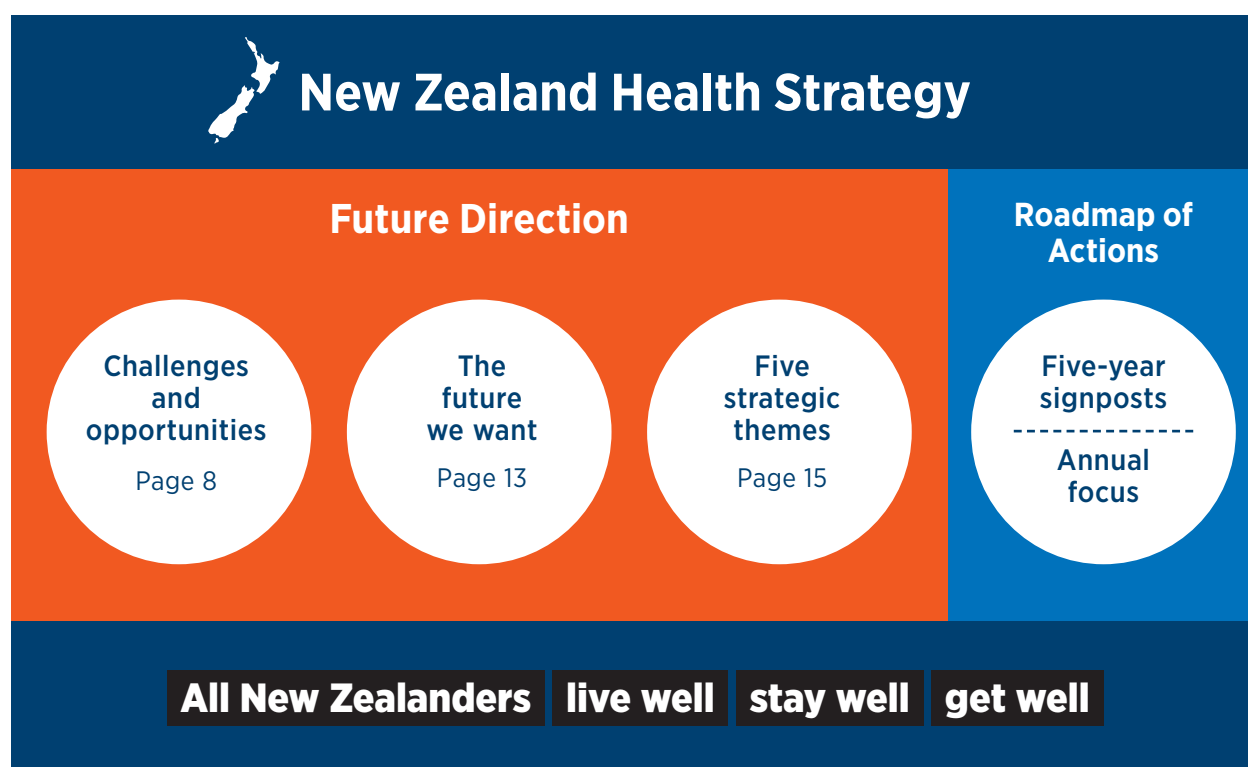 New Zealand Health Strategy
Future Direction
Challenges
and
opportunities
Page 8
The
future
we want
Page 13
Five
strategic
themes
Page 15
Roadmap of
Actions
Five-year
signposts
Annual
focus
All New Zealanders live well stay well get well